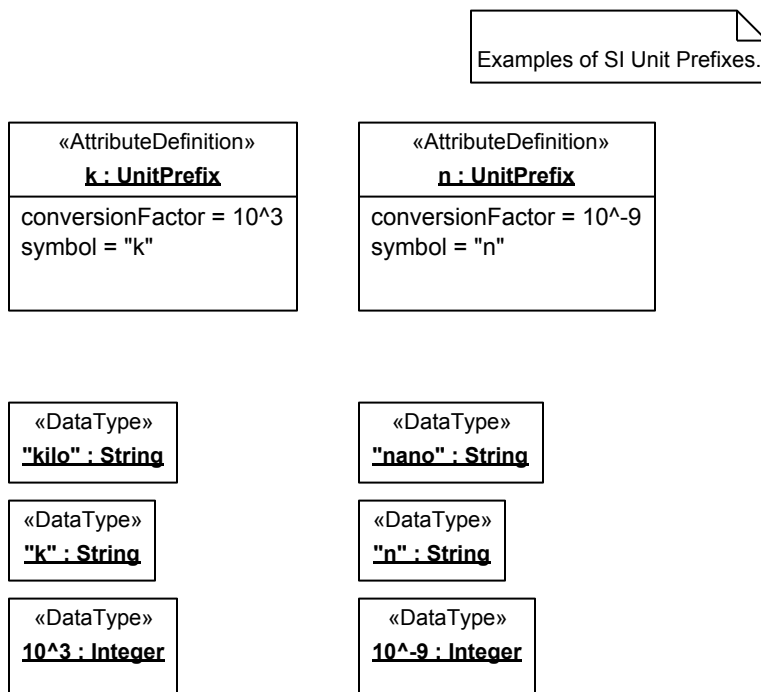 Examples of SI Unit Prefixes.
«AttributeDefinition»
k : UnitPrefix
conversionFactor = 10^3
symbol = "k"
«AttributeDefinition»
n : UnitPrefix
conversionFactor = 10^-9
symbol = "n"
«DataType»
"kilo" : String
«DataType»
"nano" : String
«DataType»
"k" : String
«DataType»
"n" : String
«DataType»
10^3 : Integer
«DataType»
10^-9 : Integer